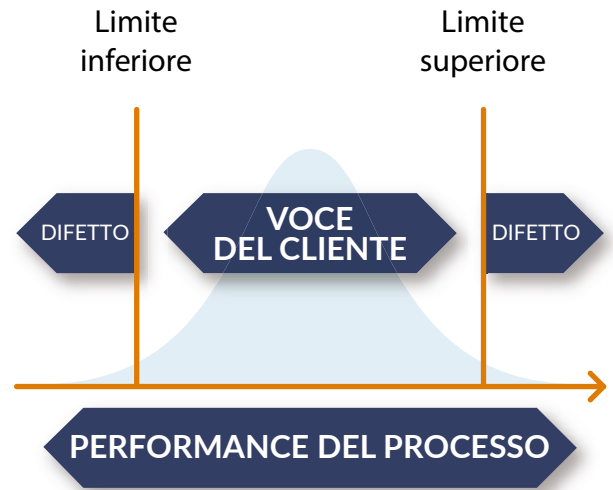 Limite
inferiore
Limite
superiore
DIFETTO
VOCE
DEL CLIENTE
DIFETTO
PERFORMANCE DEL PROCESSO